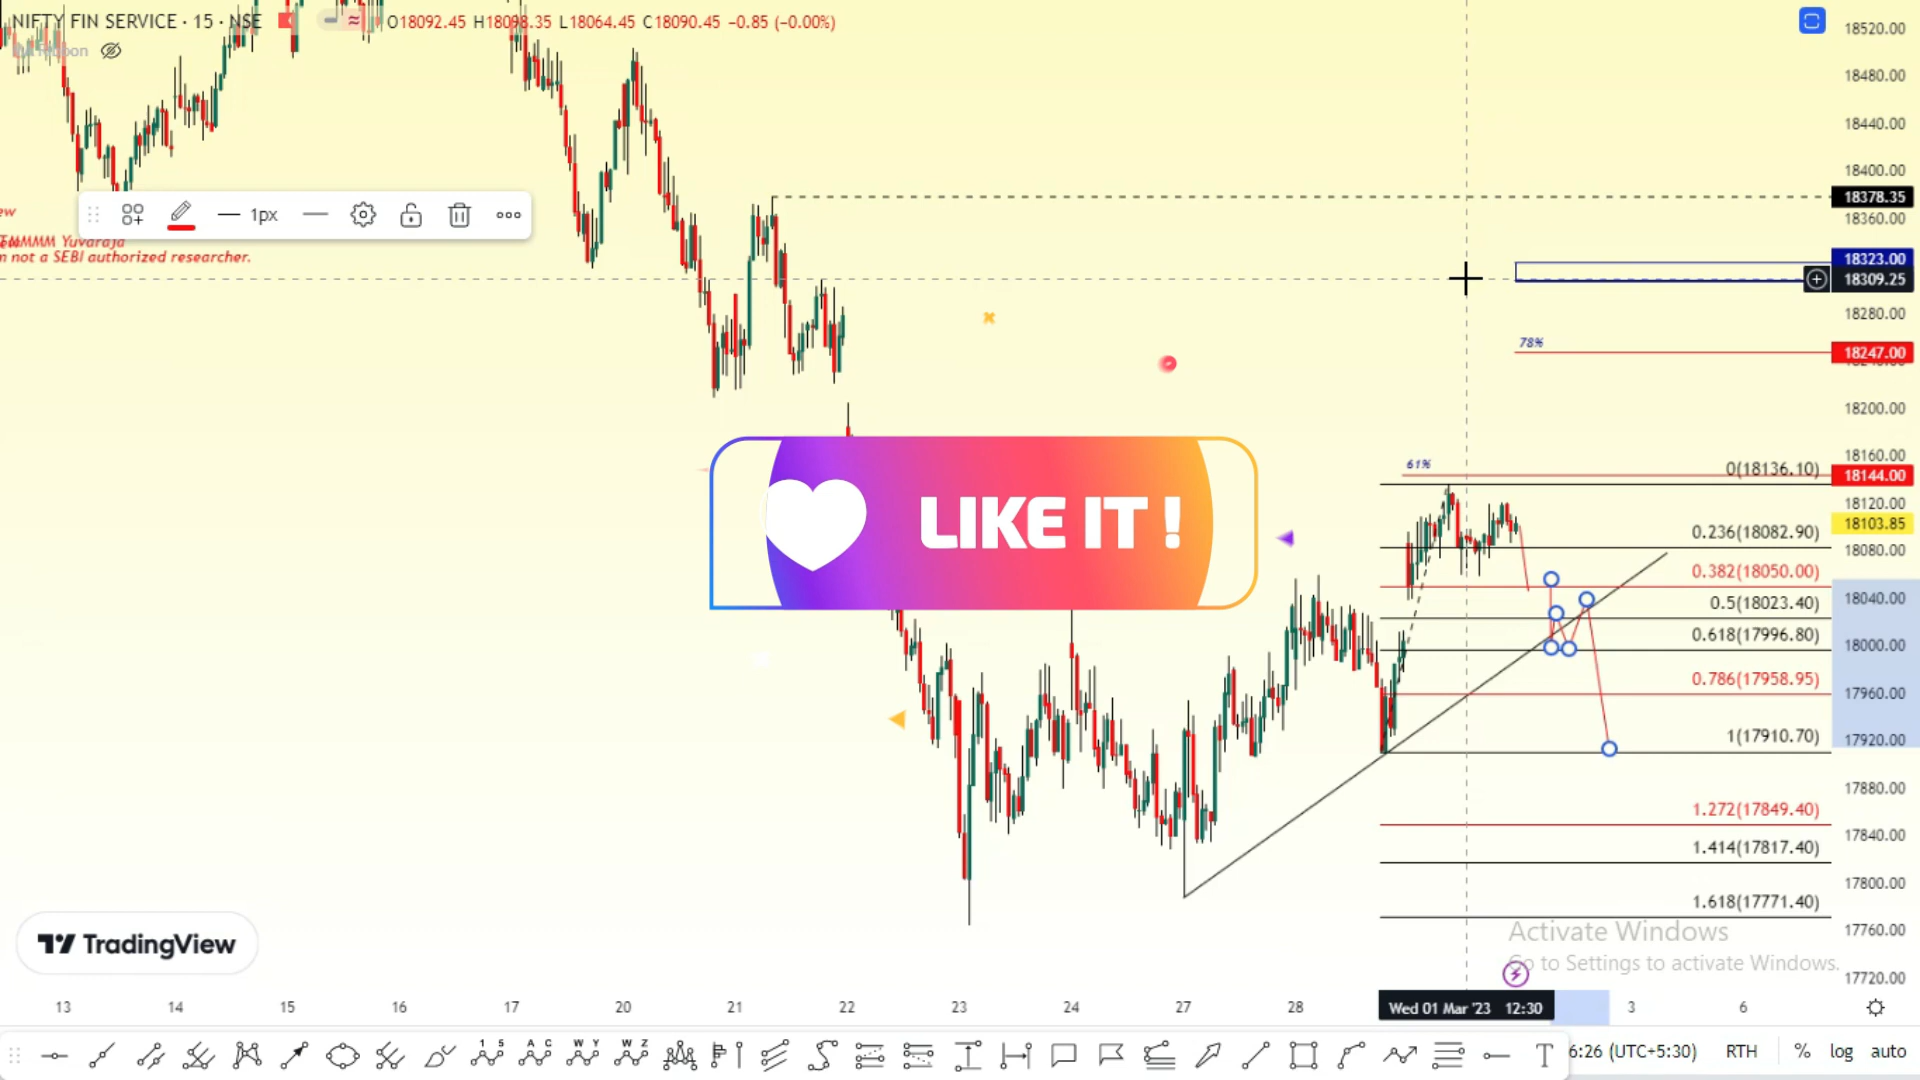 NIFTY FIN SERVICE · 15 · NSE
O18092.45 H18098.35 L18064.45 C18090.45 −0.85 (−0.00%)
1px
MMMM Yuvaraja
not a SEBI authorized researcher.
LIKE IT !
78%
61%
0(18136.10)
0.236(18082.90)
0.382(18050.00)
0.5(18023.40)
0.618(17996.80)
0.786(17958.95)
1(17910.70)
1.272(17849.40)
1.414(17817.40)
1.618(17771.40)
18520.00
18480.00
18440.00
18400.00
18378.35
18360.00
18323.00
18309.25
18280.00
18247.00
18200.00
18160.00
18144.00
18120.00
18103.85
18080.00
18040.00
18000.00
17960.00
17920.00
17880.00
17840.00
17800.00
17760.00
17720.00
TradingView
Activate Windows
Go to Settings to activate Windows.
13 14 15 16 17 20 21 22 23 24 27 28 Wed 01 Mar '23 12:30 3 6
1 5 A C W Y W Z
T
6:26 (UTC+5:30) RTH % log auto